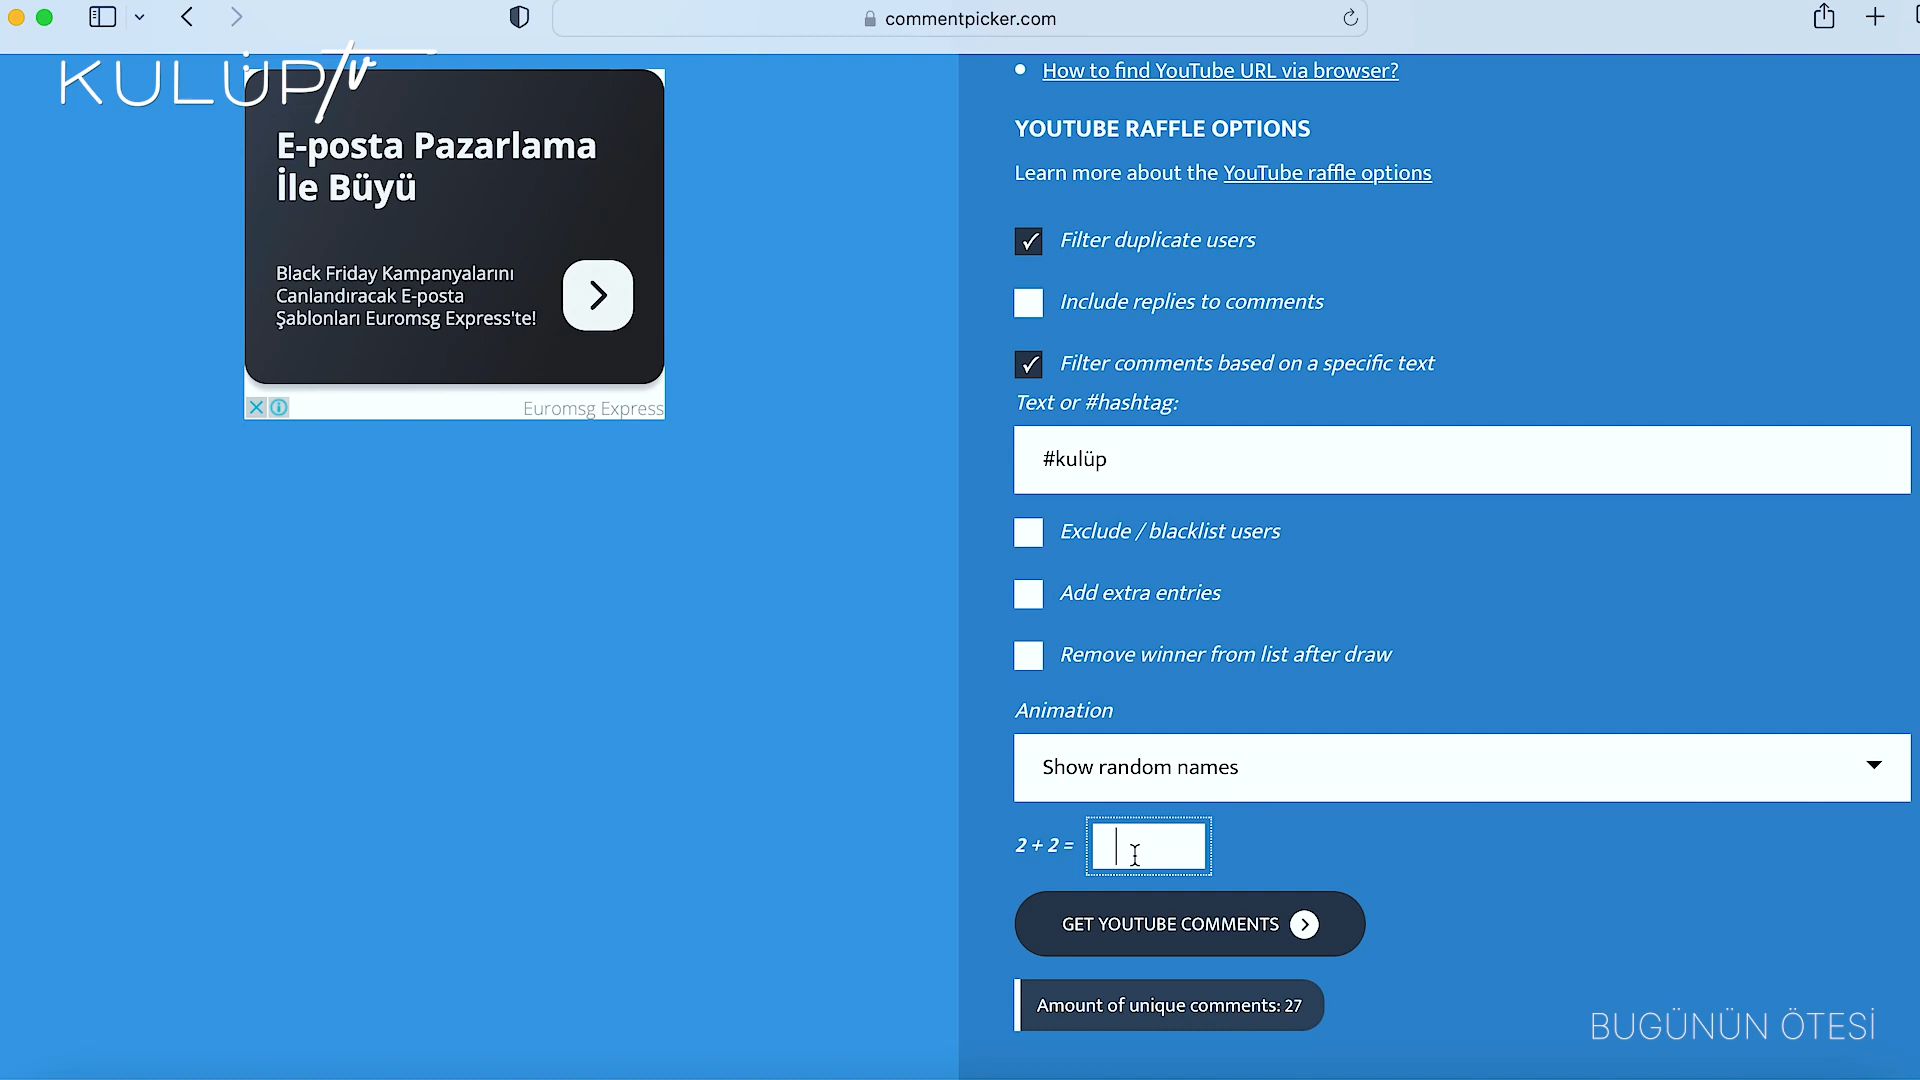 commentpicker.com
KULÜPtv
E-posta Pazarlama
İle Büyü
Black Friday Kampanyalarını
Canlandıracak E-posta
Şablonları Euromsg Express'te!
Euromsg Express
How to find YouTube URL via browser?
YOUTUBE RAFFLE OPTIONS
Learn more about the YouTube raffle options
Filter duplicate users
Include replies to comments
Filter comments based on a specific text
Text or #hashtag:
#kulüp
Exclude / blacklist users
Add extra entries
Remove winner from list after draw
Animation
Show random names
2 + 2 =
GET YOUTUBE COMMENTS
Amount of unique comments: 27
BUGÜNÜN ÖTESİ